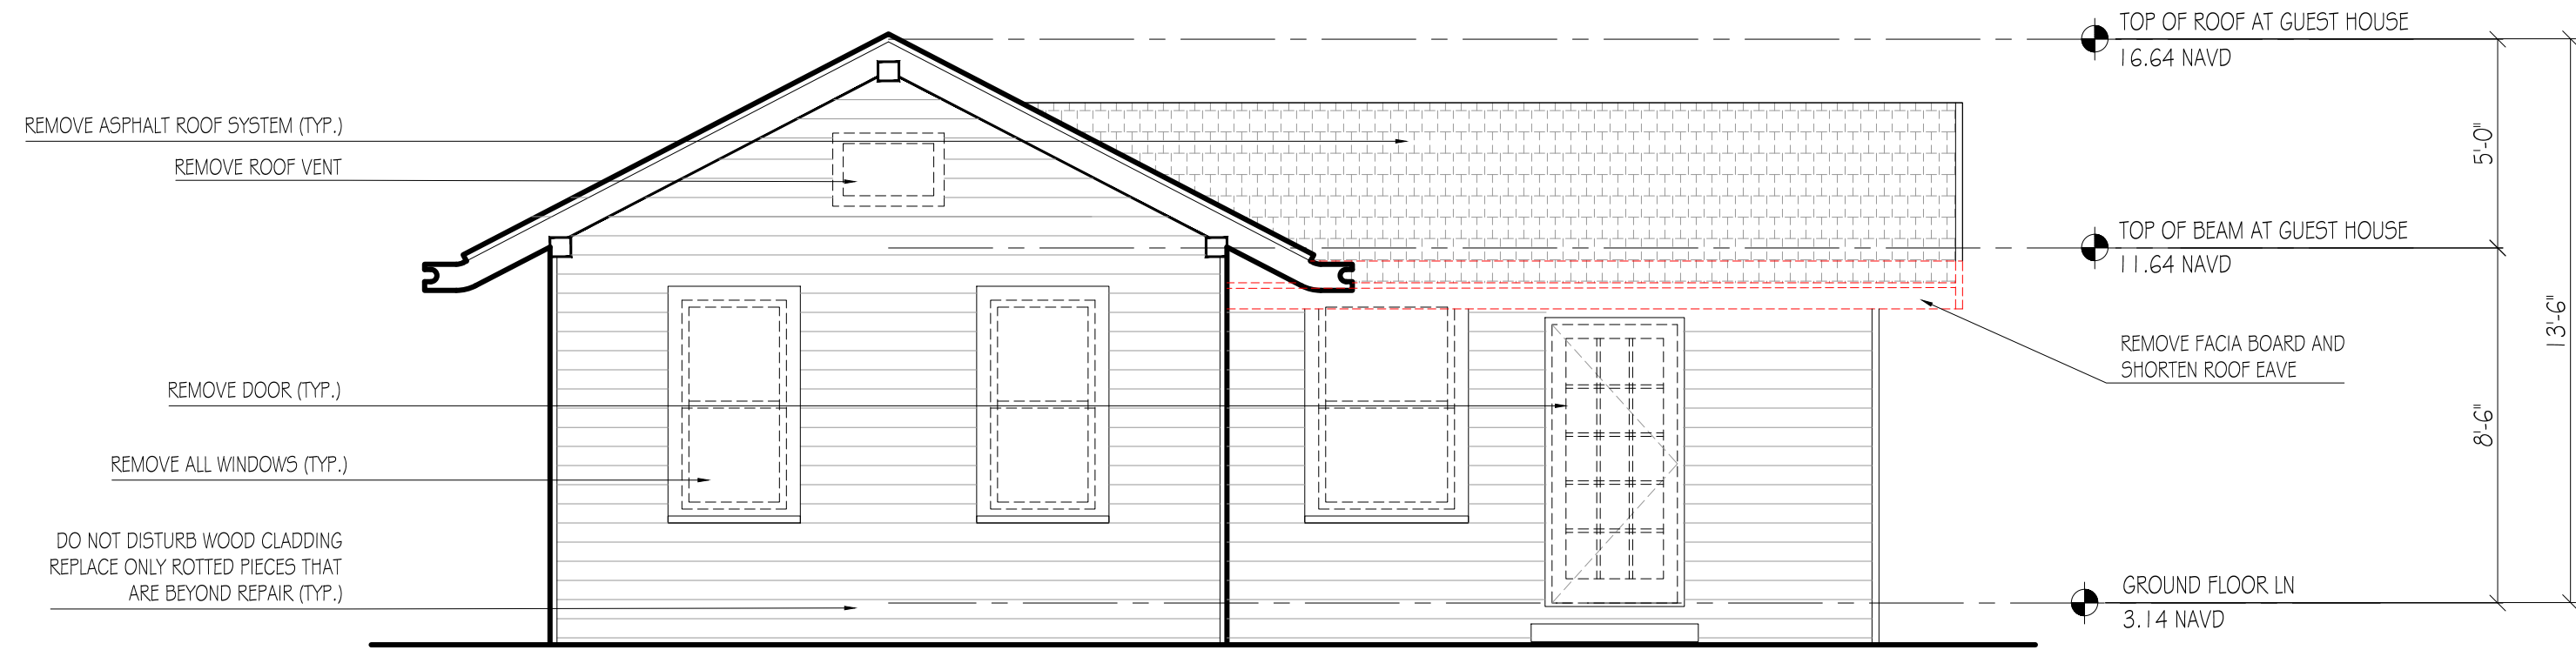 TOP OF ROOF AT GUEST HOUSE
16.64 NAVD
REMOVE ASPHALT ROOF SYSTEM (TYP.)
5'-0"
REMOVE ROOF VENT
TOP OF BEAM AT GUEST HOUSE
11.64 NAVD
13'-6"
REMOVE FACIA BOARD AND
SHORTEN ROOF EAVE
REMOVE DOOR (TYP.)
8'-6"
REMOVE ALL WINDOWS (TYP.)
DO NOT DISTURB WOOD CLADDING
REPLACE ONLY ROTTED PIECES THAT
ARE BEYOND REPAIR (TYP.)
GROUND FLOOR LN
3.14 NAVD